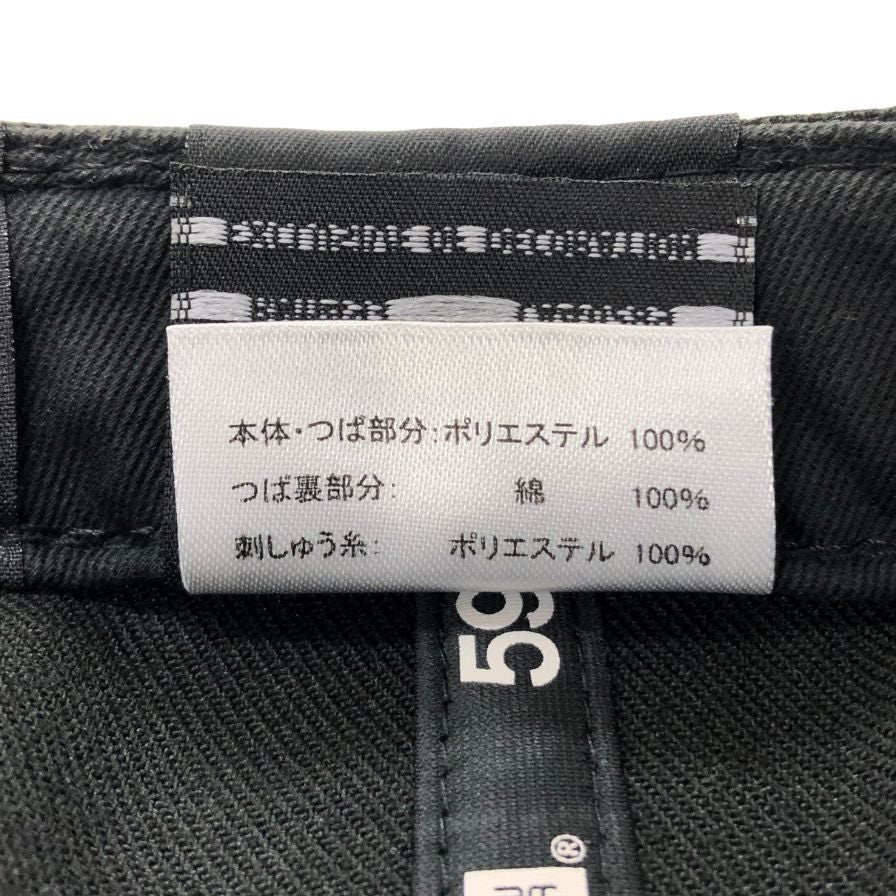 本体・つば部分：ポリエステル 100%
つば裏部分： 綿 100%
刺しゅう糸： ポリエステル 100%
59
®